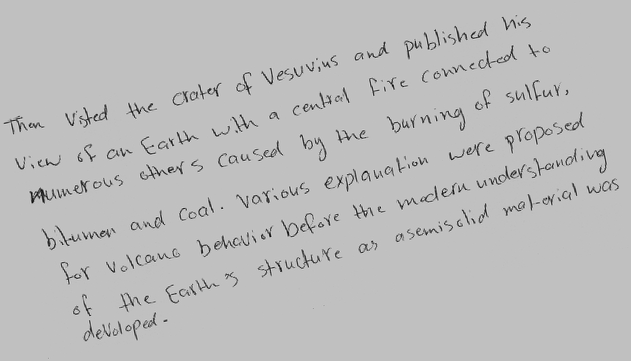 Then Visted the crater of Vesuvius and published his
View of an Earth with a central fire connected to
numerous others caused by the burning of sulfur,
bitumen and coal. Various explanation were proposed
for volcano behavior before the modern understanding
of the Earth's structure as asemisolid material was
devoloped.